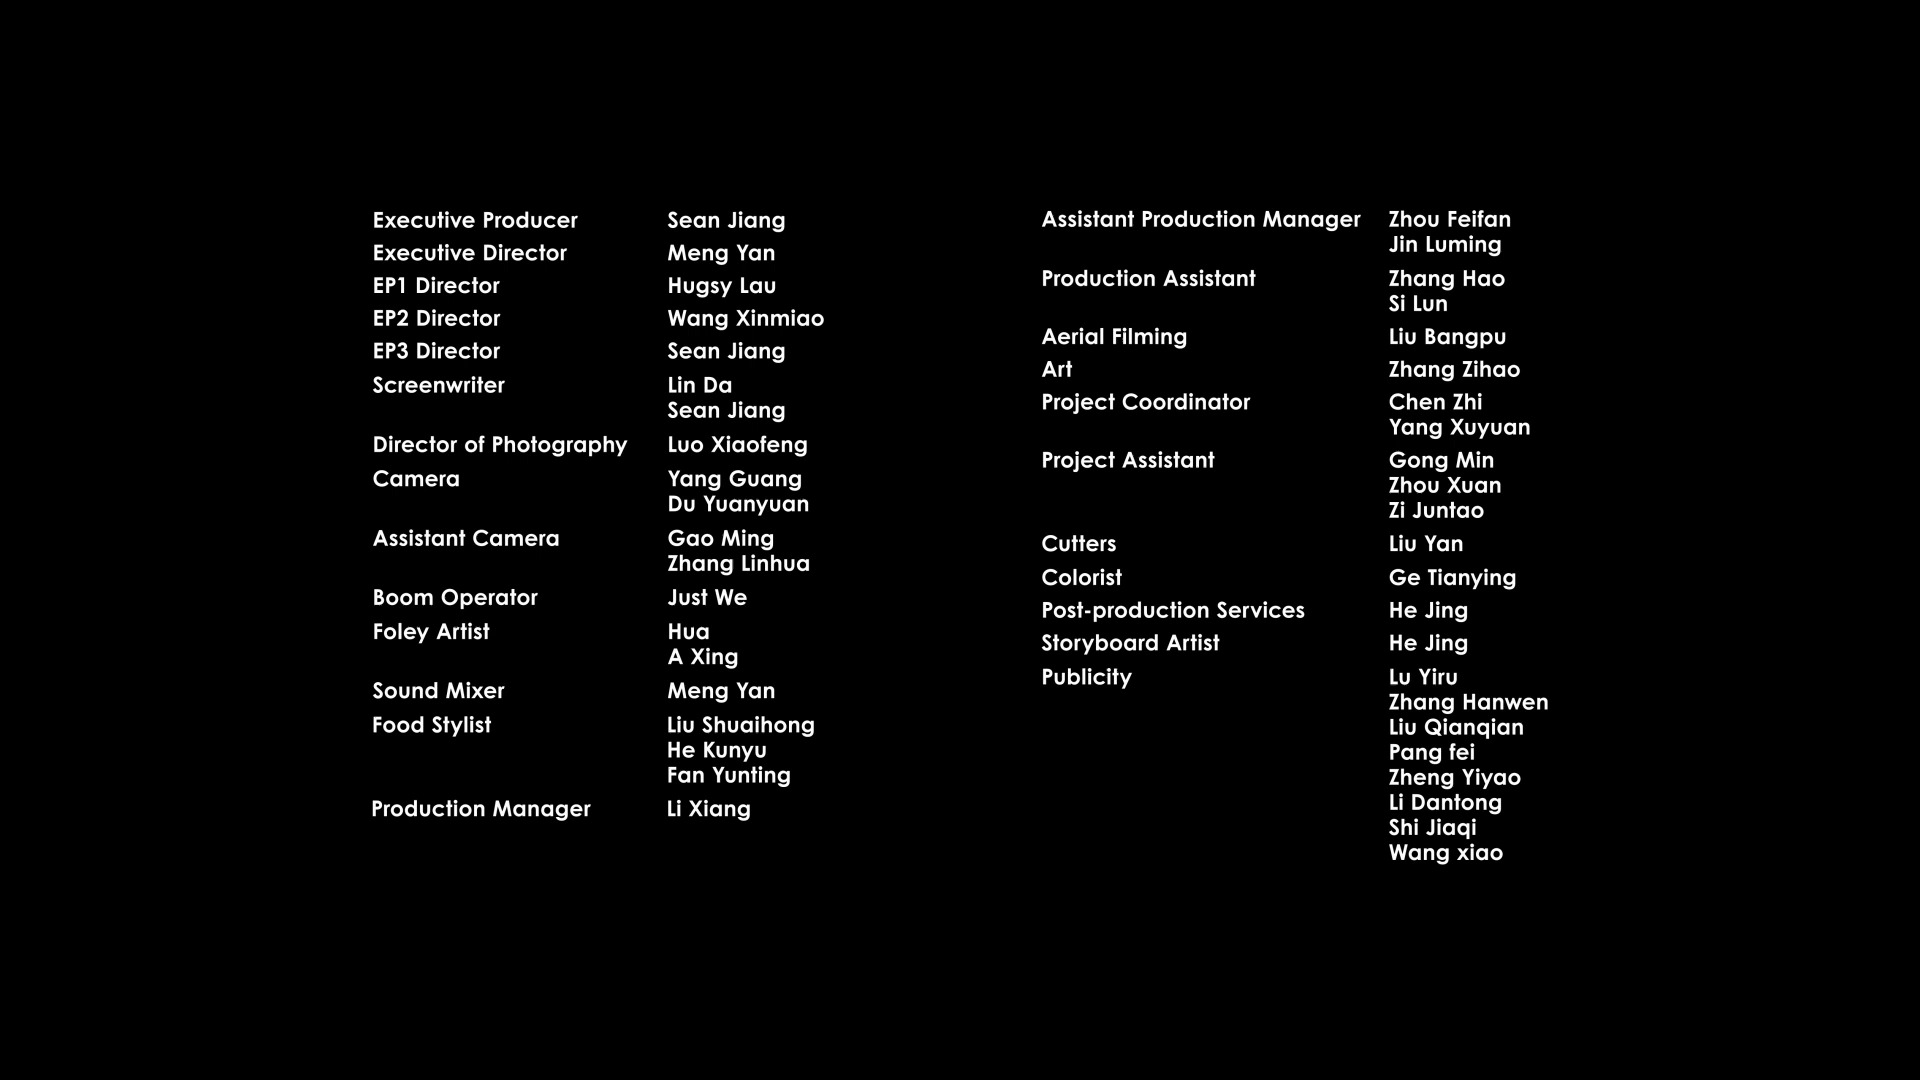 Executive Producer Sean Jiang
Executive Director Meng Yan
EP1 Director Hugsy Lau
EP2 Director Wang Xinmiao
EP3 Director Sean Jiang
Screenwriter Lin Da
Sean Jiang
Director of Photography Luo Xiaofeng
Camera Yang Guang
Du Yuanyuan
Assistant Camera Gao Ming
Zhang Linhua
Boom Operator Just We
Foley Artist Hua
A Xing
Sound Mixer Meng Yan
Food Stylist Liu Shuaihong
He Kunyu
Fan Yunting
Production Manager Li Xiang
Assistant Production Manager Zhou Feifan
Jin Luming
Production Assistant Zhang Hao
Si Lun
Aerial Filming Liu Bangpu
Art Zhang Zihao
Project Coordinator Chen Zhi
Yang Xuyuan
Project Assistant Gong Min
Zhou Xuan
Zi Juntao
Cutters Liu Yan
Colorist Ge Tianying
Post-production Services He Jing
Storyboard Artist He Jing
Publicity Lu Yiru
Zhang Hanwen
Liu Qianqian
Pang fei
Zheng Yiyao
Li Dantong
Shi Jiaqi
Wang xiao